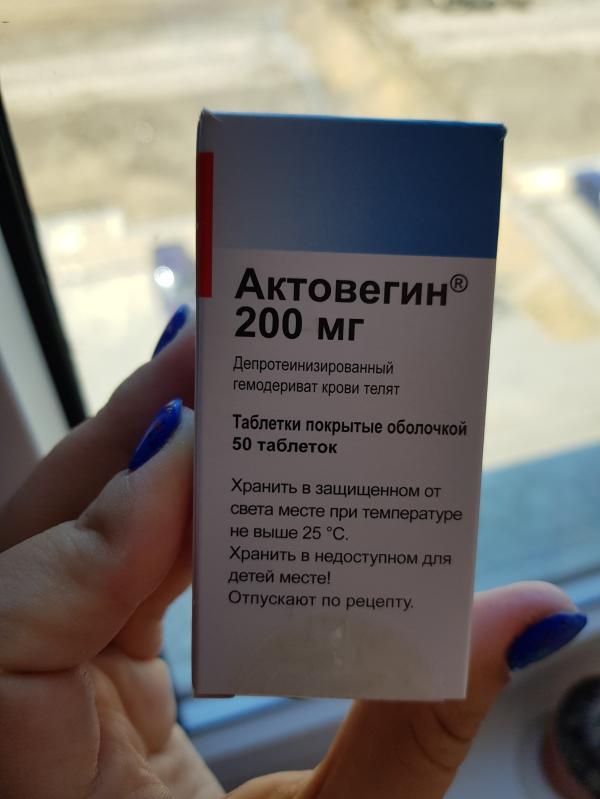 Актовегин®
200 мг
Депротеинизированный
гемодериват крови телят
Таблетки покрытые оболочкой
50 таблеток
Хранить в защищенном от
света месте при температуре
не выше 25 °C.
Хранить в недоступном для
детей месте!
Отпускают по рецепту.